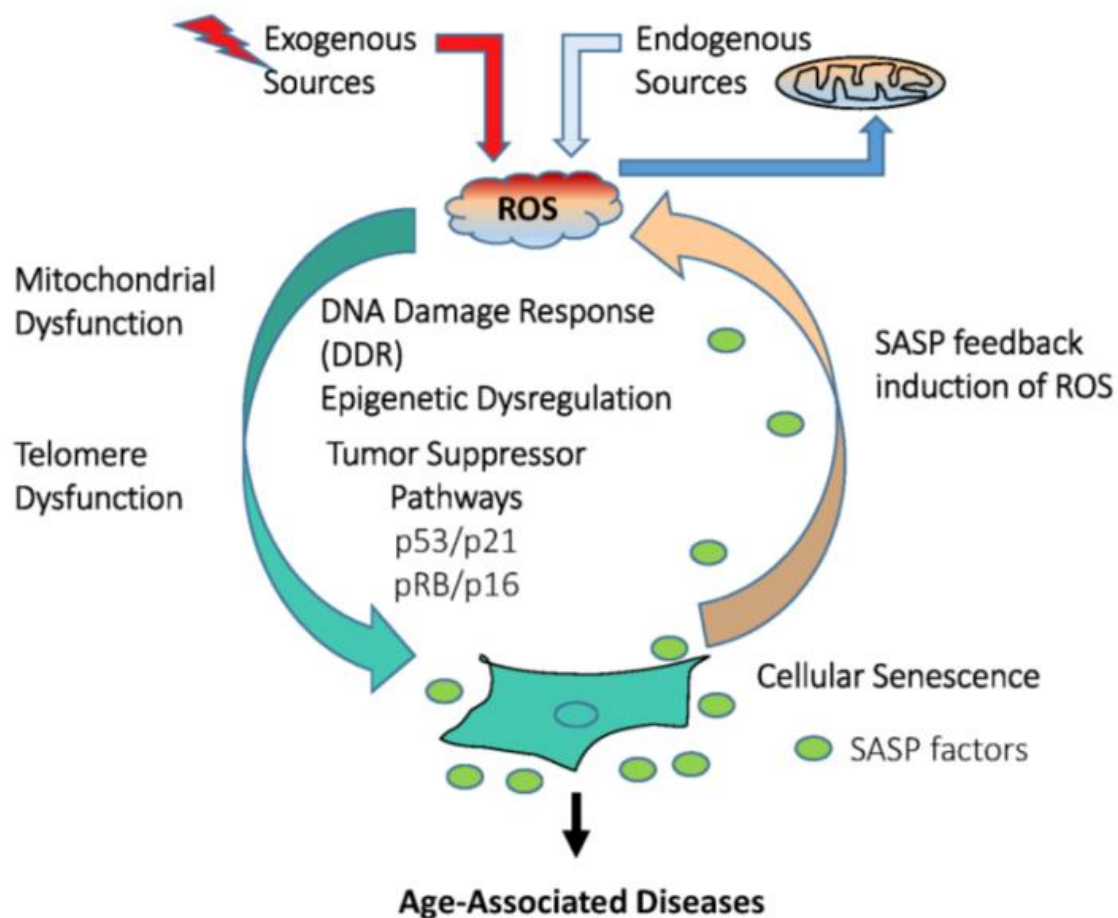 Exogenous
Sources
Endogenous
Sources
ROS
Mitochondrial
Dysfunction
DNA Damage Response
(DDR)
Epigenetic Dysregulation
SASP feedback
induction of ROS
Telomere
Dysfunction
Tumor Suppressor
Pathways
p53/p21
pRB/p16
Cellular Senescence
SASP factors
Age-Associated Diseases